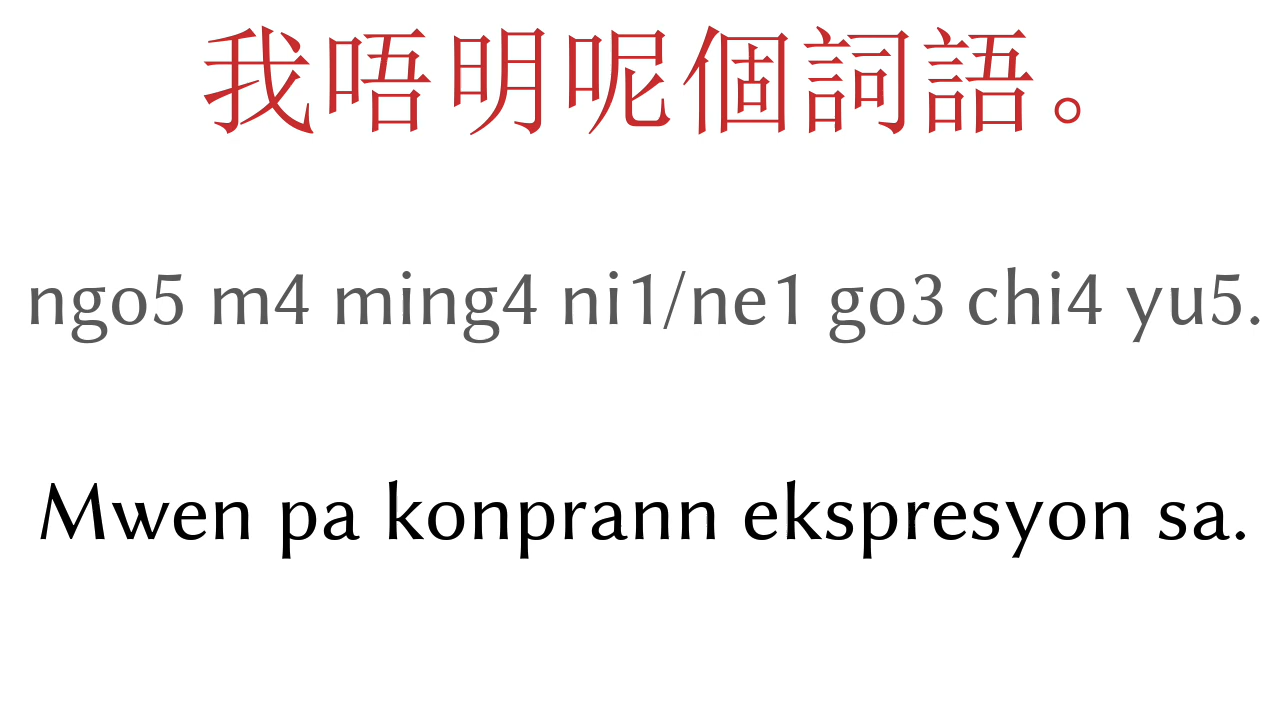 我唔明呢個詞語。
ngo5 m4 ming4 ni1/ne1 go3 chi4 yu5.
Mwen pa konprann ekspresyon sa.